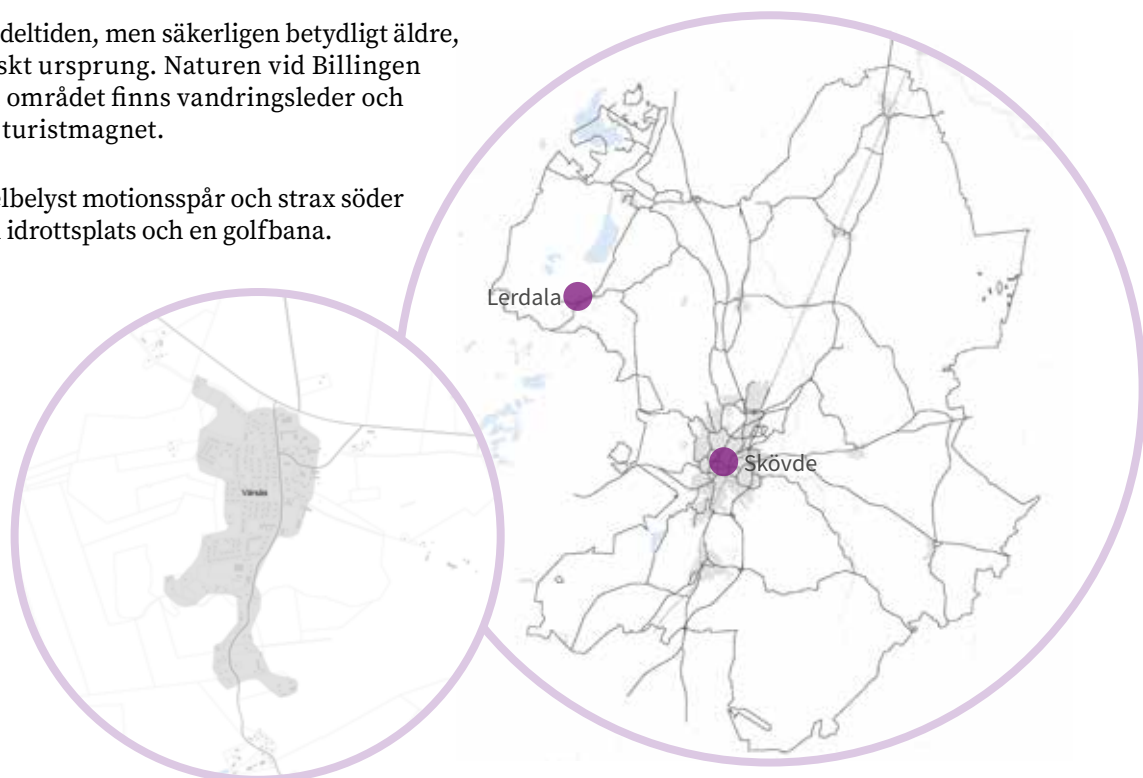 deltiden, men säkerligen betydligt äldre,
skt ursprung. Naturen vid Billingen
området finns vandringsleder och
turistmagnet.
elbelyst motionsspår och strax söder
idrottsplats och en golfbana.
Lerdala
Skövde